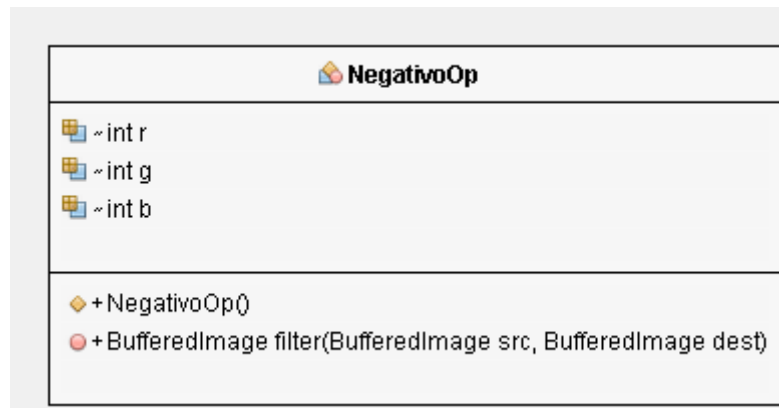 NegativoOp
~int r
~int g
~int b
+NegativoOp()
+BufferedImage filter(BufferedImage src, BufferedImage dest)